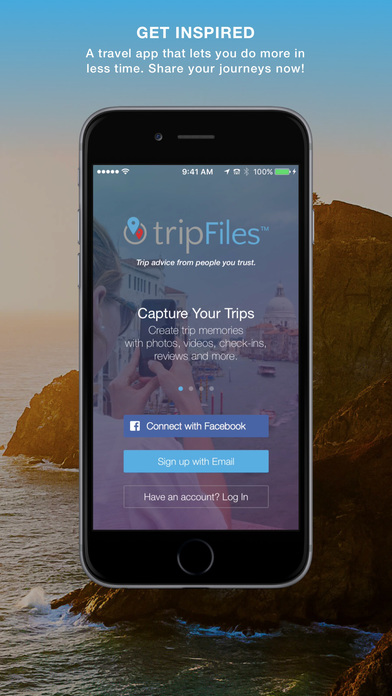 GET INSPIRED
A travel app that lets you do more in
less time. Share your journeys now!
9:41 AM 100%
tripFiles™
Trip advice from people you trust.
Capture Your Trips
Create trip memories
with photos, videos, check-ins,
reviews and more.
f Connect with Facebook
Sign up with Email
Have an account? Log In